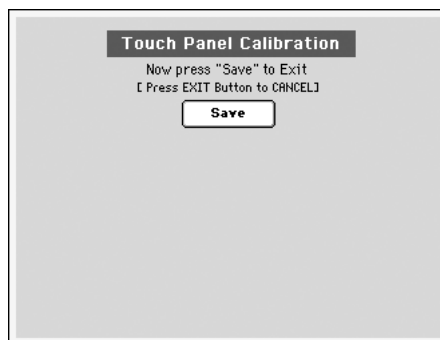 Touch Panel Calibration
Now press "Save" to Exit
[ Press EXIT Button to CANCEL]
Save